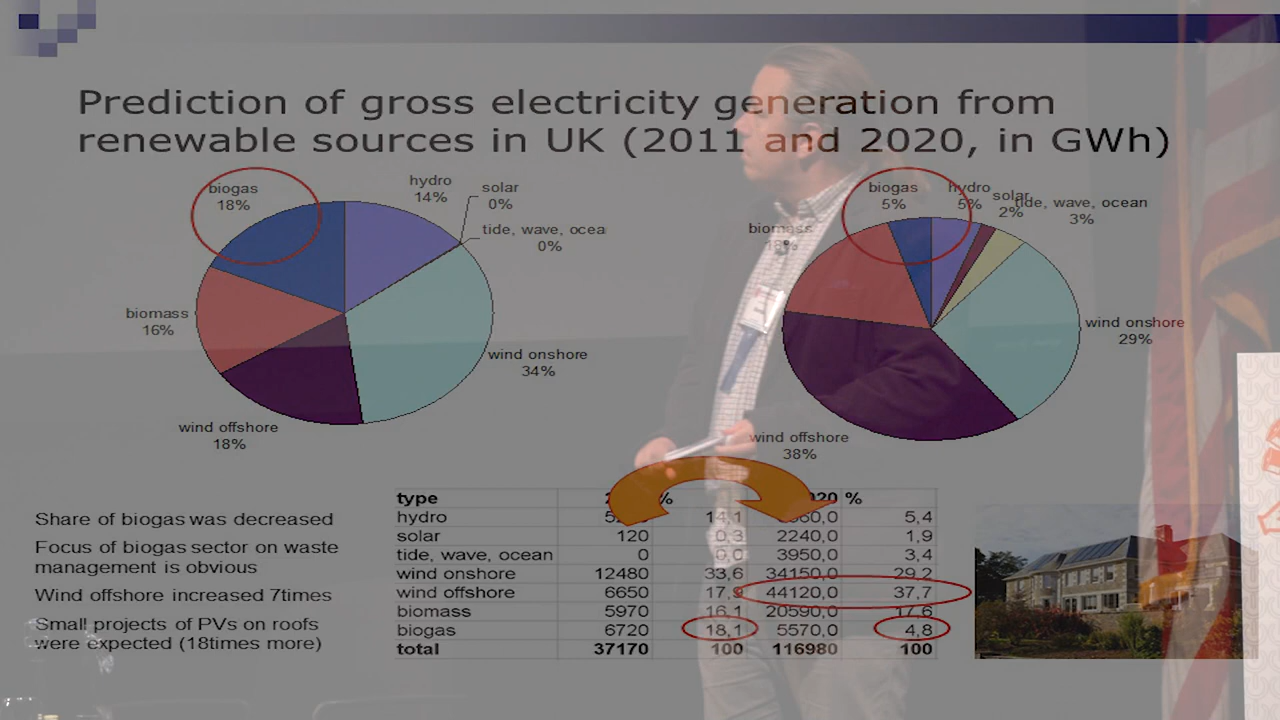 Prediction of gross electricity generation from
renewable sources in UK (2011 and 2020, in GWh)
biogas
18%
hydro
14%
solar
0%
tide, wave, ocea
0%
biomass
16%
wind onshore
34%
wind offshore
18%
biogas
5%
hydro
5%
solar
2%
tide, wave, ocean
3%
biomass
18%
wind onshore
29%
wind offshore
38%
Share of biogas was decreased
Focus of biogas sector on waste
management is obvious
Wind offshore increased 7times
Small projects of PVs on roofs
were expected (18times more)
type % %
hydro 14,1 5,4
solar 120 0,3 2240,0 1,9
tide, wave, ocean 0 0,0 3950,0 3,4
wind onshore 12480 33,6 34150,0 29,2
wind offshore 6650 17,9 44120,0 37,7
biomass 5970 16,1 20590,0 17,6
biogas 6720 18,1 5570,0 4,8
total 37170 100 116980 100